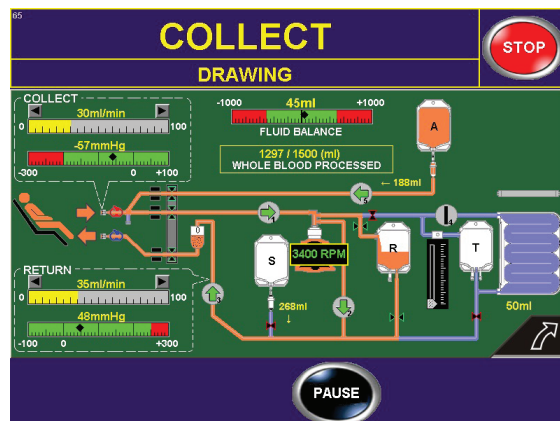 65
COLLECT
STOP
DRAWING
COLLECT
30ml/min
0 100
-57mmHg
-300 0 +100
-1000 45ml +1000
FLUID BALANCE
1297 / 1500 (ml)
WHOLE BLOOD PROCESSED
A
← 188ml
S
3400 RPM
R
T
0
268ml
↓
50ml
RETURN
35ml/min
0 100
48mmHg
-10 0 +300
PAUSE